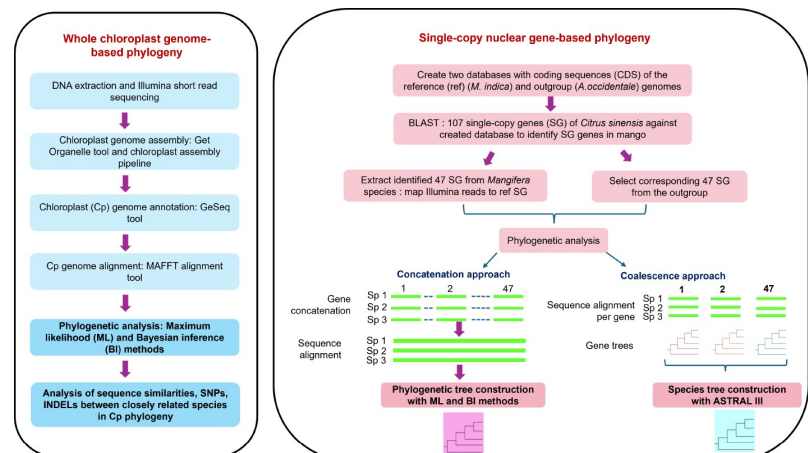 Whole chloroplast genome-
based phylogeny
DNA extraction and Illumina short read
sequencing
Chloroplast genome assembly: Get
Organelle tool and chloroplast assembly
pipeline
Chloroplast (Cp) genome annotation: GeSeq
tool
Cp genome alignment: MAFFT alignment
tool
Phylogenetic analysis: Maximum
likelihood (ML) and Bayesian inference
(BI) methods
Analysis of sequence similarities, SNPs,
INDELs between closely related species
in Cp phylogeny
Single-copy nuclear gene-based phylogeny
Create two databases with coding sequences (CDS) of the
reference (ref) (M. indica) and outgroup (A.occidentale) genomes
BLAST : 107 single-copy genes (SG) of Citrus sinensis against
created database to identify SG genes in mango
Extract identified 47 SG from Mangifera
species : map Illumina reads to ref SG
Select corresponding 47 SG
from the outgroup
Phylogenetic analysis
Concatenation approach
1 2 47
Gene
concatenation
Sp 1
Sp 2
Sp 3
Sequence
alignment
Sp 1
Sp 2
Sp 3
Phylogenetic tree construction
with ML and BI methods
Coalescence approach
1 2 47
Sequence alignment
per gene
Sp 1
Sp 2
Sp 3
Gene trees
Species tree construction
with ASTRAL III